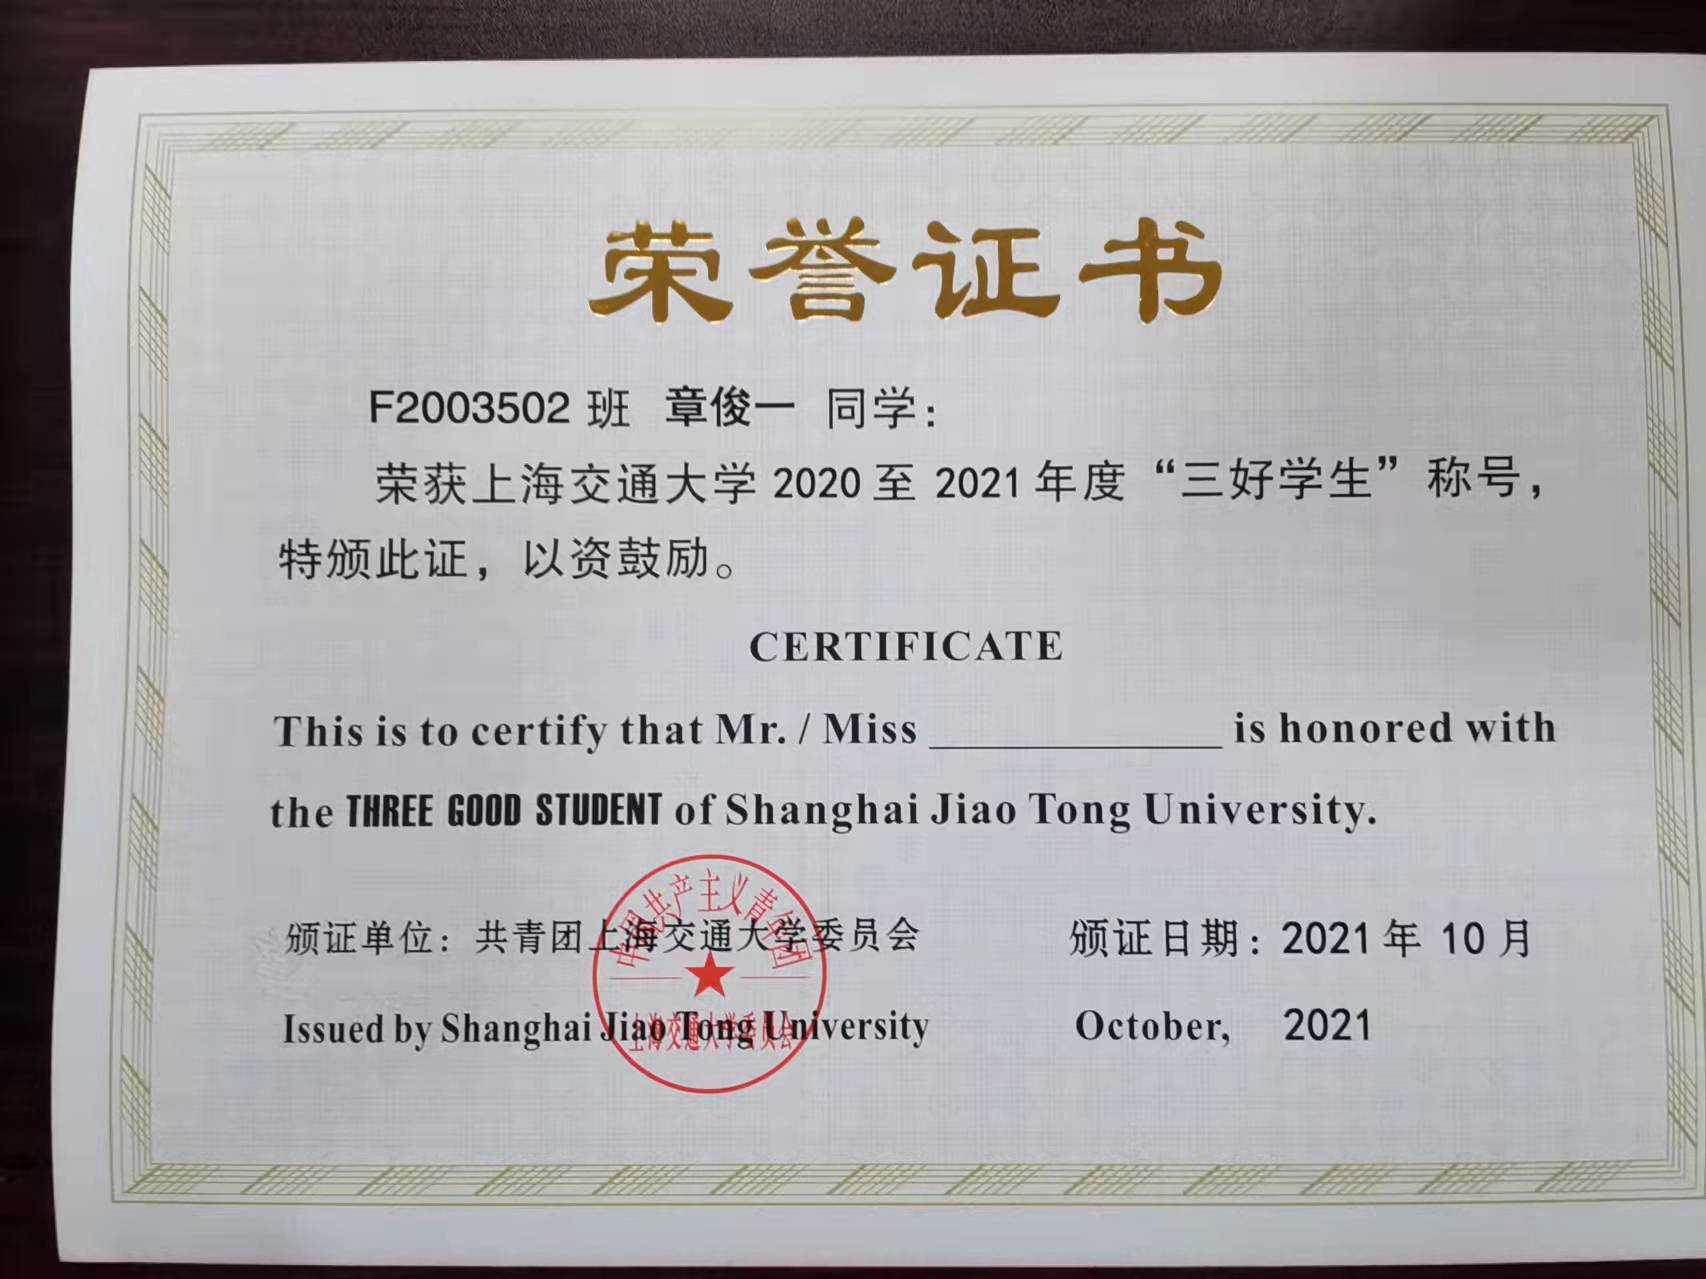 荣誉证书
F2003502 班 章俊一 同学：
荣获上海交通大学 2020 至 2021 年度“三好学生”称号，
特颁此证，以资鼓励。
CERTIFICATE
This is to certify that Mr. / Miss ____________ is honored with
the THREE GOOD STUDENT of Shanghai Jiao Tong University.
颁证单位：共青团上海交通大学委员会 颁证日期：2021 年 10 月
Issued by Shanghai Jiao Tong University October, 2021
中国共产主义青年团
上海交通大学委员会